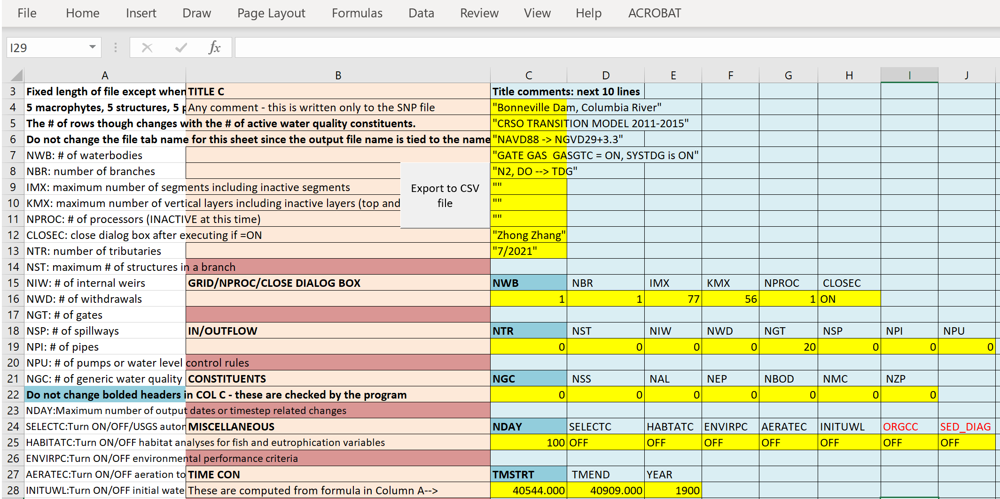 File Home Insert Draw Page Layout Formulas Data Review View Help ACROBAT
I29 fx
A B C D E F G H I J
3 Fixed length of file except when TITLE C Title comments: next 10 lines
4 5 macrophytes, 5 structures, 5 p Any comment - this is written only to the SNP file "Bonneville Dam, Columbia River"
5 The # of rows though changes with the # of active water quality constituents. "CRSO TRANSITION MODEL 2011-2015"
6 Do not change the file tab name for this sheet since the output file name is tied to the name "NAVD88 -> NGVD29+3.3"
7 NWB: # of waterbodies "GATE GAS  GASGTC = ON, SYSTDG is ON"
8 NBR: number of branches "N2, DO --> TDG"
9 IMX: maximum number of segments including inactive segments ""
Export to CSV
file
10 KMX: maximum number of vertical layers including inactive layers (top and ""
11 NPROC: # of processors (INACTIVE at this time) ""
12 CLOSEC: close dialog box after executing if =ON "Zhong Zhang"
13 NTR: number of tributaries "7/2021"
14 NST: maximum # of structures in a branch
15 NIW: # of internal weirs GRID/NPROC/CLOSE DIALOG BOX NWB NBR IMX KMX NPROC CLOSEC
16 NWD: # of withdrawals 1 1 77 56 1 ON
17 NGT: # of gates
18 NSP: # of spillways IN/OUTFLOW NTR NST NIW NWD NGT NSP NPI NPU
19 NPI: # of pipes 0 0 0 0 20 0 0 0
20 NPU: # of pumps or water level control rules
21 NGC: # of generic water quality CONSTITUENTS NGC NSS NAL NEP NBOD NMC NZP
22 Do not change bolded headers in COL C - these are checked by the program 0 0 0 0 0 0 0
23 NDAY:Maximum number of output dates or timestep related changes
24 SELECTC:Turn ON/OFF/USGS auton MISCELLANEOUS NDAY SELECTC HABTATC ENVIRPC AERATEC INITUWL ORGCC SED_DIAG
25 HABITATC:Turn ON/OFF habitat analyses for fish and eutrophication variables 100 OFF OFF OFF OFF OFF OFF OFF
26 ENVIRPC:Turn ON/OFF environmental performance criteria
27 AERATEC:Turn ON/OFF aeration to TIME CON TMSTRT TMEND YEAR
28 INITUWL:Turn ON/OFF initial wate These are computed from formula in Column A--> 40544.000 40909.000 1900